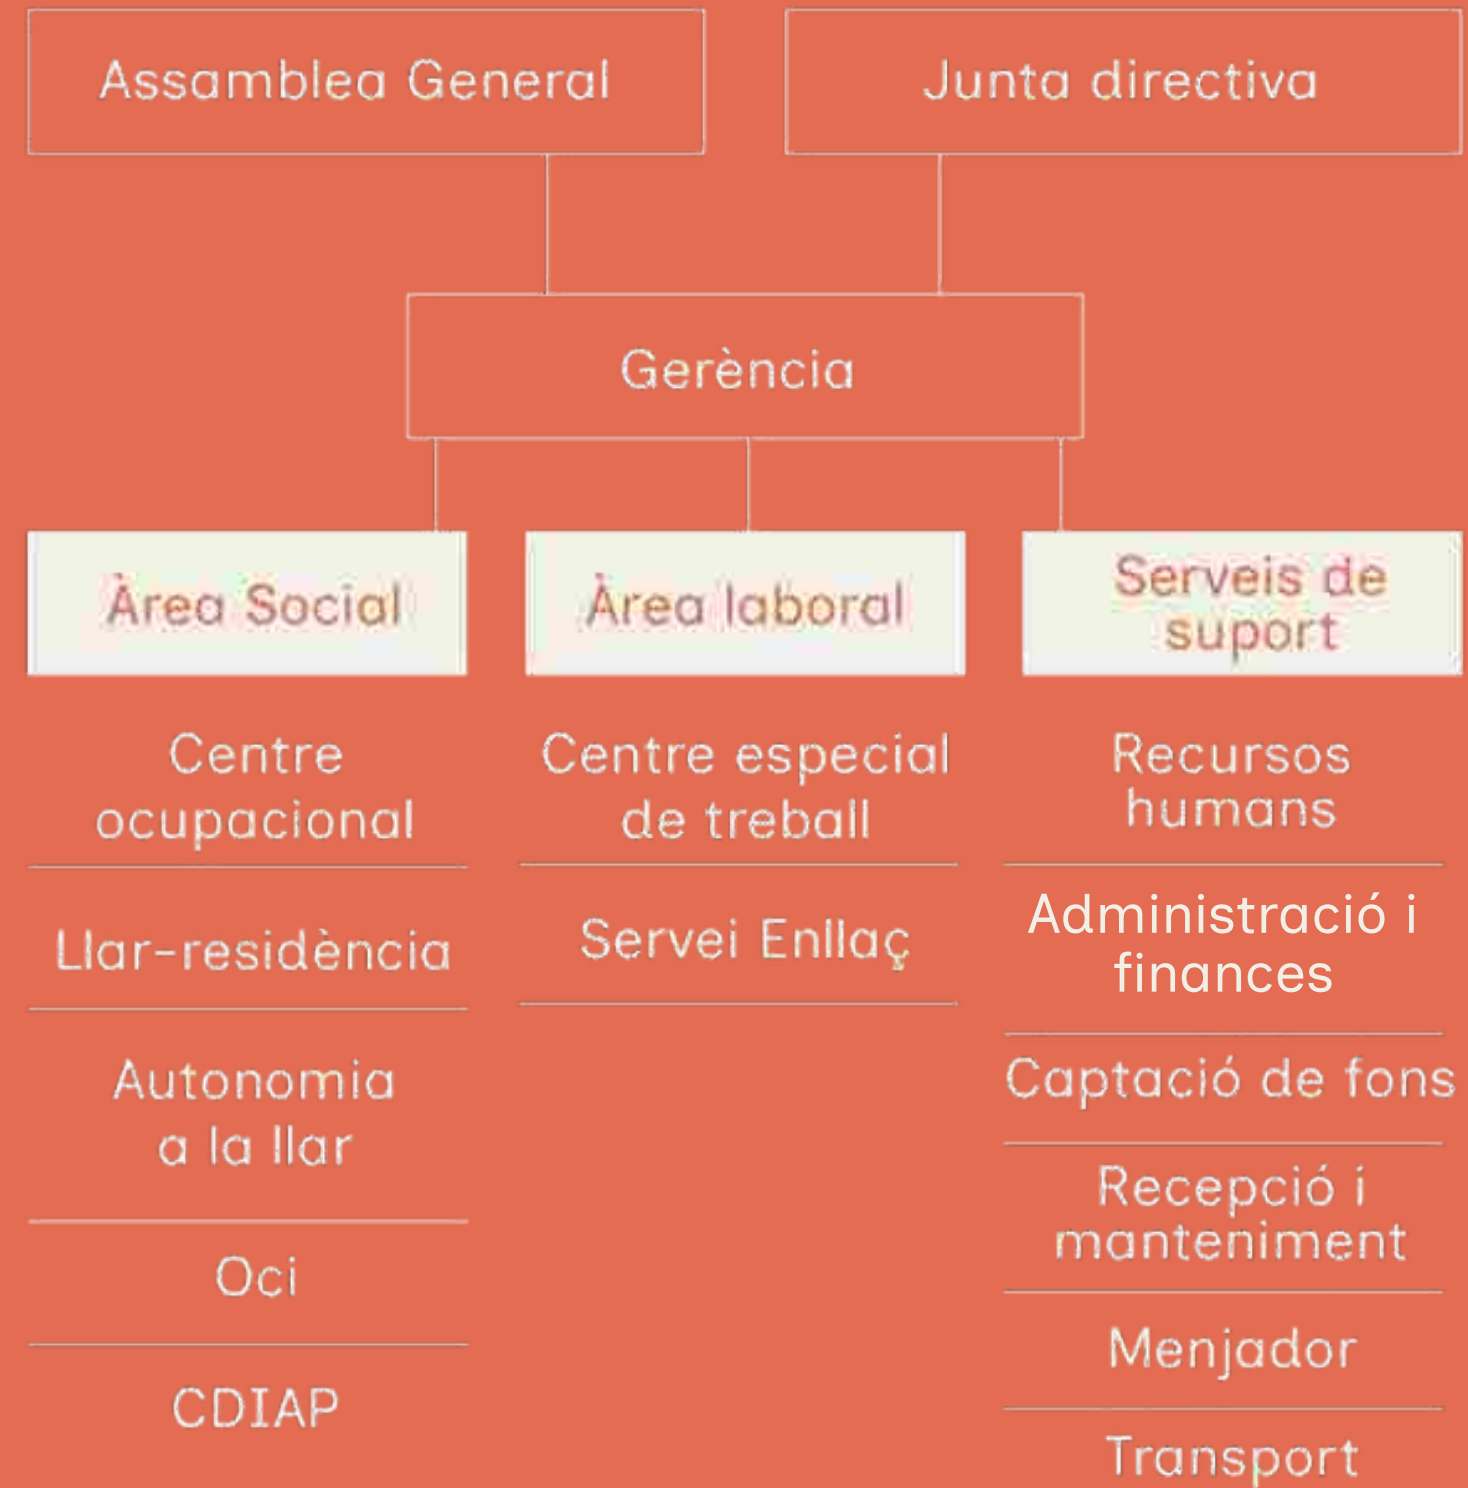 Assamblea General
Junta directiva
Gerència
Àrea Social
Centre
ocupacional
Llar-residència
Autonomia
a la llar
Oci
CDIAP
Àrea laboral
Centre especial
de treball
Servei Enllaç
Serveis de
suport
Recursos
humans
Administració i
finances
Captació de fons
Recepció i
manteniment
Menjador
Transport